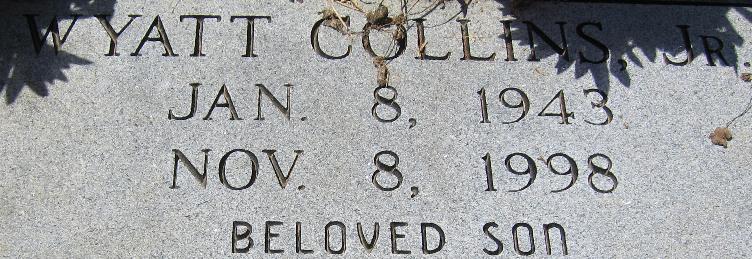 WYATT COLLINS, JR.
JAN. 8, 1943
NOV. 8, 1998
BELOVED SON